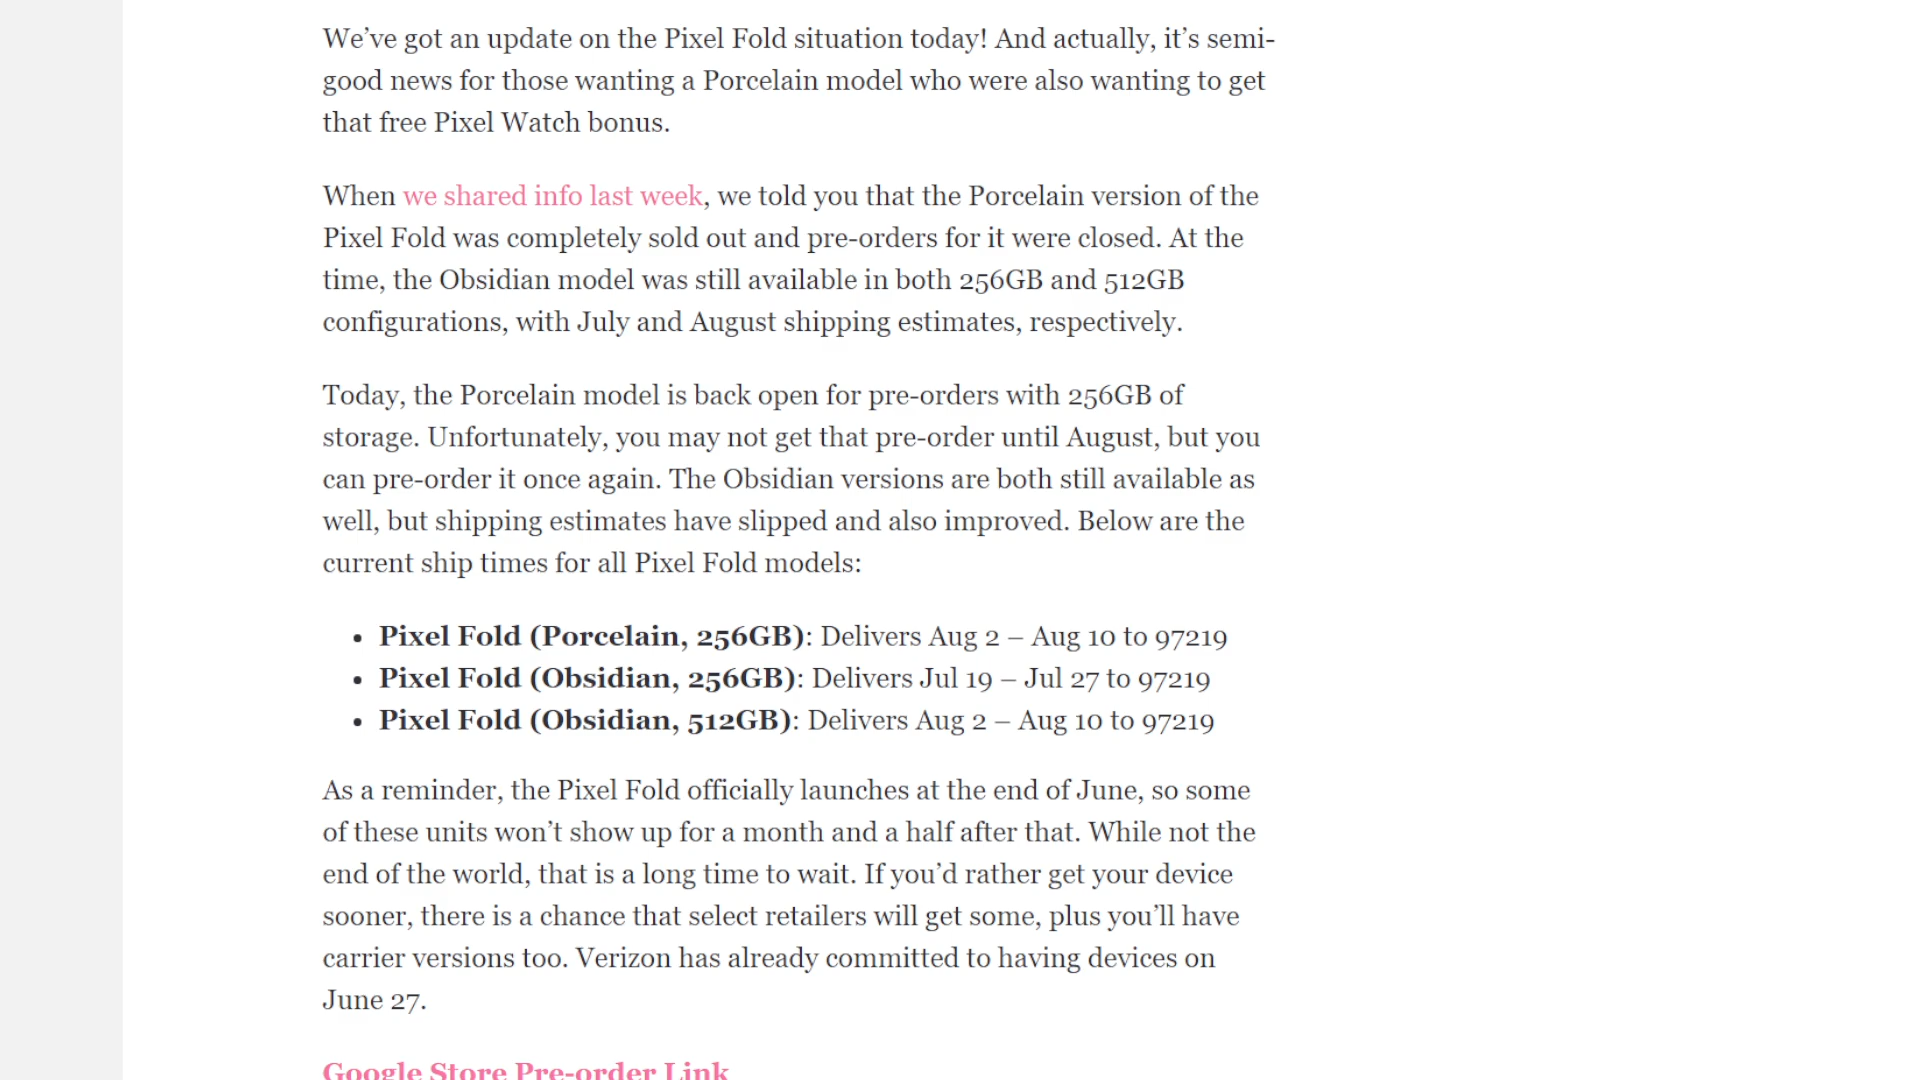 We’ve got an update on the Pixel Fold situation today! And actually, it’s semi-
good news for those wanting a Porcelain model who were also wanting to get
that free Pixel Watch bonus.
When we shared info last week, we told you that the Porcelain version of the
Pixel Fold was completely sold out and pre-orders for it were closed. At the
time, the Obsidian model was still available in both 256GB and 512GB
configurations, with July and August shipping estimates, respectively.
Today, the Porcelain model is back open for pre-orders with 256GB of
storage. Unfortunately, you may not get that pre-order until August, but you
can pre-order it once again. The Obsidian versions are both still available as
well, but shipping estimates have slipped and also improved. Below are the
current ship times for all Pixel Fold models:
• Pixel Fold (Porcelain, 256GB): Delivers Aug 2 – Aug 10 to 97219
• Pixel Fold (Obsidian, 256GB): Delivers Jul 19 – Jul 27 to 97219
• Pixel Fold (Obsidian, 512GB): Delivers Aug 2 – Aug 10 to 97219
As a reminder, the Pixel Fold officially launches at the end of June, so some
of these units won’t show up for a month and a half after that. While not the
end of the world, that is a long time to wait. If you’d rather get your device
sooner, there is a chance that select retailers will get some, plus you’ll have
carrier versions too. Verizon has already committed to having devices on
June 27.
Google Store Pre-order Link